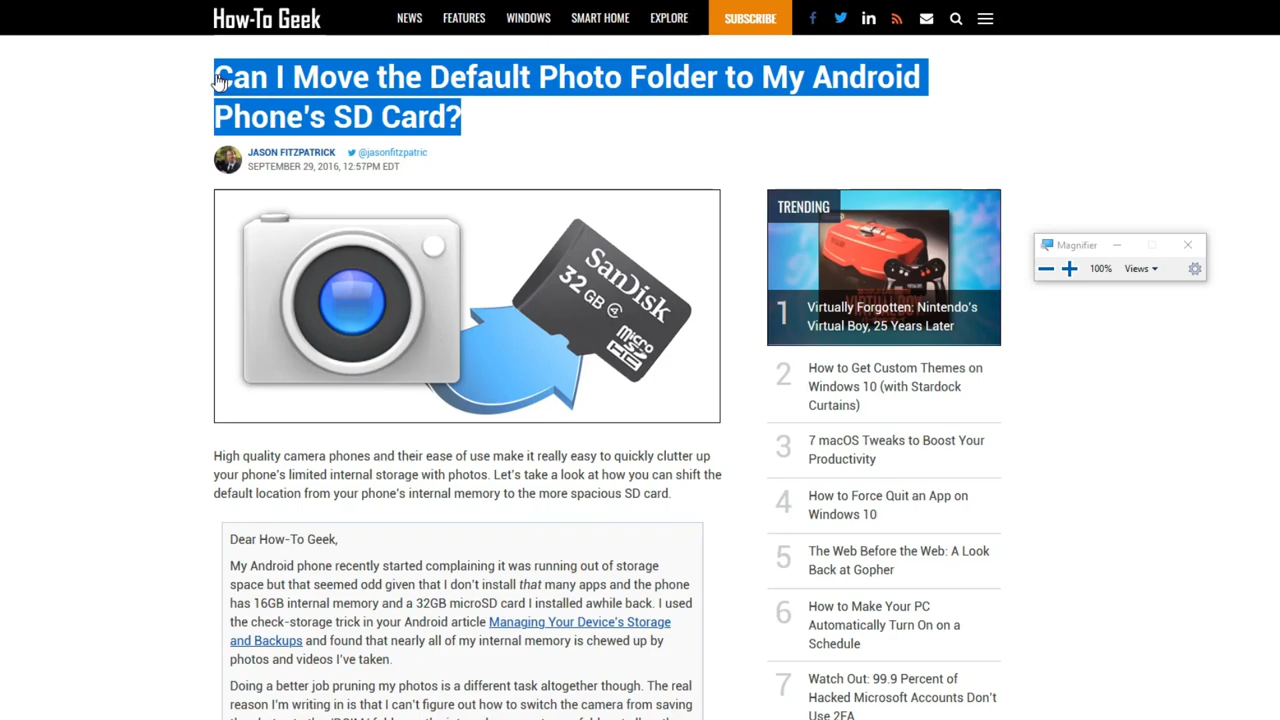 How-To Geek
NEWS FEATURES WINDOWS SMART HOME EXPLORE SUBSCRIBE
Can I Move the Default Photo Folder to My Android
Phone's SD Card?
JASON FITZPATRICK @jasonfitzpatric
SEPTEMBER 29, 2016, 12:57PM EDT
SanDisk
32 GB 4
micro
HC
High quality camera phones and their ease of use make it really easy to quickly clutter up
your phone's limited internal storage with photos. Let's take a look at how you can shift the
default location from your phone's internal memory to the more spacious SD card.
Dear How-To Geek,
My Android phone recently started complaining it was running out of storage
space but that seemed odd given that I don't install that many apps and the phone
has 16GB internal memory and a 32GB microSD card I installed awhile back. I used
the check-storage trick in your Android article Managing Your Device's Storage
and Backups and found that nearly all of my internal memory is chewed up by
photos and videos I've taken.
Doing a better job pruning my photos is a different task altogether though. The real
reason I'm writing in is that I can't figure out how to switch the camera from saving
TRENDING
1 Virtually Forgotten: Nintendo's
Virtual Boy, 25 Years Later
2 How to Get Custom Themes on
Windows 10 (with Stardock
Curtains)
3 7 macOS Tweaks to Boost Your
Productivity
4 How to Force Quit an App on
Windows 10
5 The Web Before the Web: A Look
Back at Gopher
6 How to Make Your PC
Automatically Turn On on a
Schedule
7 Watch Out: 99.9 Percent of
Hacked Microsoft Accounts Don't
Use 2FA
Magnifier
100% Views